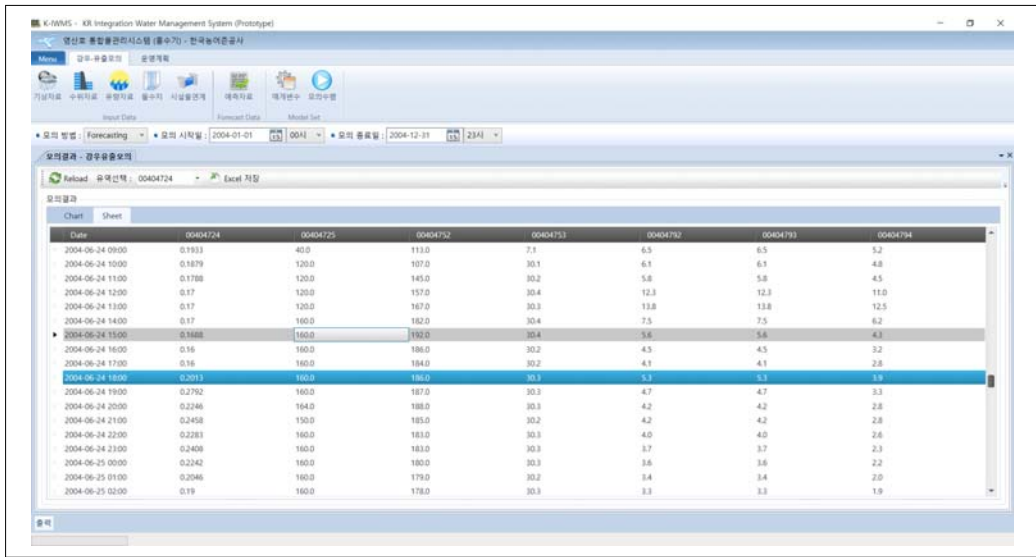 K-IWMS - KR Integration Water Management System (Prototype)
영산호 통합물관리시스템 (홍수기) - 한국농어촌공사
Menu 강우-유출모의 운영계획
기상자료 수위자료 유량자료 물수지 시설물연계 예측자료 매개변수 모의수행
Input Data Forecast Data Model Set
모의 방법 : Forecasting 모의 시작일 : 2004-01-01 15 00시 모의 종료일 : 2004-12-31 15 23시
모의결과 - 강우유출모의
Reload 유역선택 : 00404724 Excel 저장
모의결과
Chart Sheet
Date 00404724 00404725 00404752 00404753 00404792 00404793 00404794
2004-06-24 09:00 0.1933 40.0 113.0 7.1 6.5 6.5 5.2
2004-06-24 10:00 0.1879 120.0 107.0 30.1 6.1 6.1 4.8
2004-06-24 11:00 0.1788 120.0 145.0 30.2 5.8 5.8 4.5
2004-06-24 12:00 0.17 120.0 157.0 30.4 12.3 12.3 11.0
2004-06-24 13:00 0.17 120.0 167.0 30.3 13.8 13.8 12.5
2004-06-24 14:00 0.17 160.0 182.0 30.4 7.5 7.5 6.2
2004-06-24 15:00 0.1688 160.0 192.0 30.4 5.6 5.6 4.3
2004-06-24 16:00 0.16 160.0 186.0 30.2 4.5 4.5 3.2
2004-06-24 17:00 0.16 160.0 184.0 30.2 4.1 4.1 2.8
2004-06-24 18:00 0.2013 160.0 186.0 30.3 5.3 5.3 3.9
2004-06-24 19:00 0.2792 160.0 187.0 30.3 4.7 4.7 3.3
2004-06-24 20:00 0.2246 164.0 188.0 30.3 4.2 4.2 2.8
2004-06-24 21:00 0.2458 150.0 185.0 30.2 4.2 4.2 2.8
2004-06-24 22:00 0.2283 160.0 183.0 30.3 4.0 4.0 2.6
2004-06-24 23:00 0.2408 160.0 183.0 30.3 3.7 3.7 2.3
2004-06-25 00:00 0.2242 160.0 180.0 30.3 3.6 3.6 2.2
2004-06-25 01:00 0.2046 160.0 179.0 30.2 3.4 3.4 2.0
2004-06-25 02:00 0.19 160.0 178.0 30.3 3.3 3.3 1.9
출력